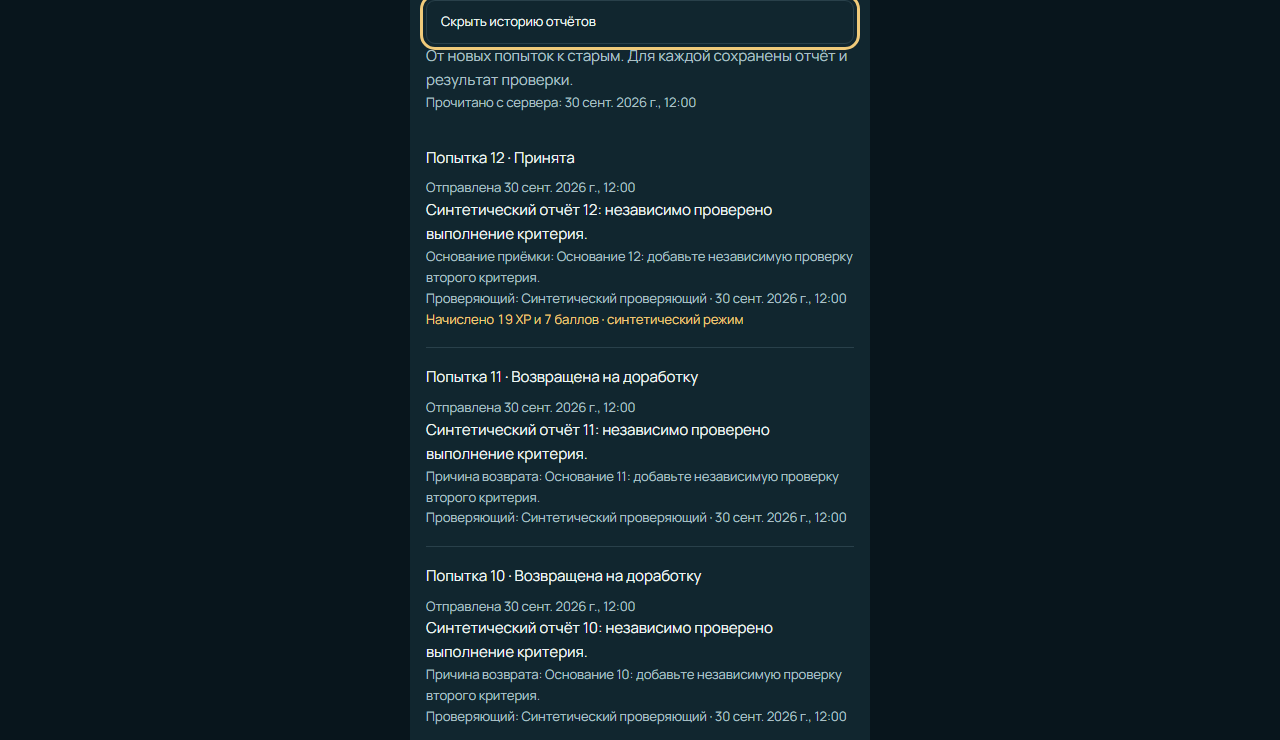 Скрыть историю отчётов
От новых попыток к старым. Для каждой сохранены отчёт и
результат проверки.
Прочитано с сервера: 30 сент. 2026 г., 12:00
Попытка 12 · Принята
Отправлена 30 сент. 2026 г., 12:00
Синтетический отчёт 12: независимо проверено
выполнение критерия.
Основание приёмки: Основание 12: добавьте независимую проверку
второго критерия.
Проверяющий: Синтетический проверяющий · 30 сент. 2026 г., 12:00
Начислено 19 XP и 7 баллов · синтетический режим
Попытка 11 · Возвращена на доработку
Отправлена 30 сент. 2026 г., 12:00
Синтетический отчёт 11: независимо проверено
выполнение критерия.
Причина возврата: Основание 11: добавьте независимую проверку
второго критерия.
Проверяющий: Синтетический проверяющий · 30 сент. 2026 г., 12:00
Попытка 10 · Возвращена на доработку
Отправлена 30 сент. 2026 г., 12:00
Синтетический отчёт 10: независимо проверено
выполнение критерия.
Причина возврата: Основание 10: добавьте независимую проверку
второго критерия.
Проверяющий: Синтетический проверяющий · 30 сент. 2026 г., 12:00